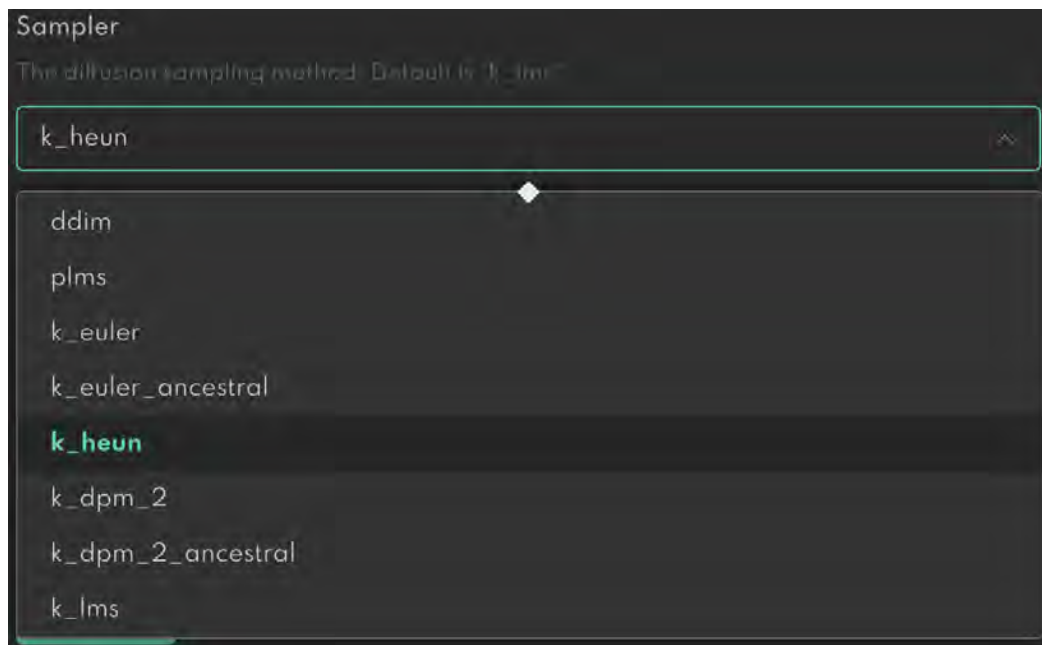 Sampler
The diffusion sampling method. Default is "k_lms"
k_heun
ddim
plms
k_euler
k_euler_ancestral
k_heun
k_dpm_2
k_dpm_2_ancestral
k_lms